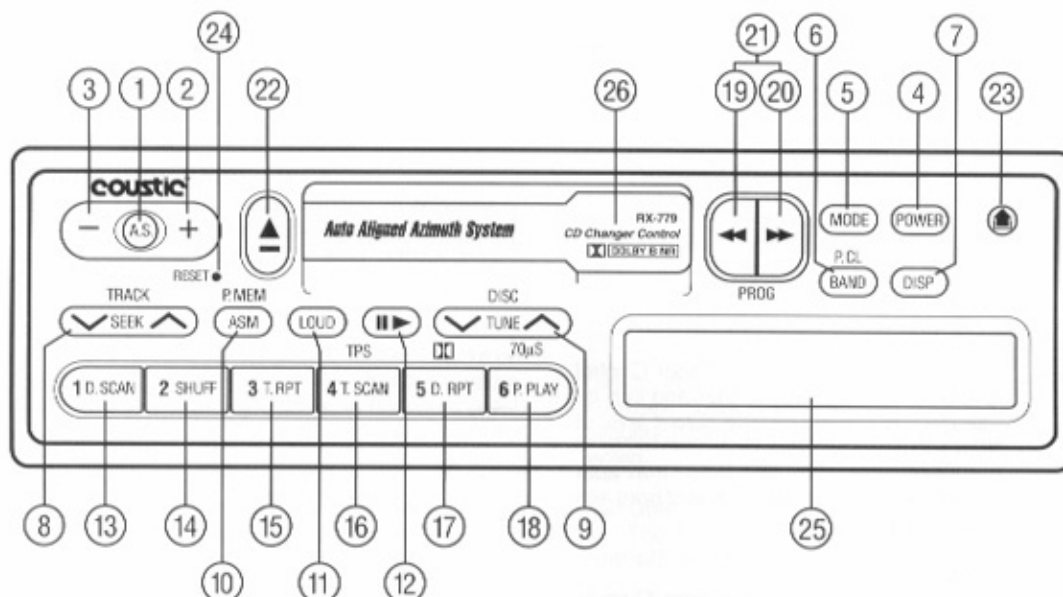 24 21 6 7
3 1 2 22 26 19 20 5 4 23
coustic
− A.S. +
RESET
Auto Aligned Azimuth System
RX-779
CD Changer Control
DOLBY B NR
PROG
MODE POWER
P. CL
BAND DISP
TRACK P.MEM DISC
SEEK ASM LOUD TUNE
TPS 70µS
1 D. SCAN 2 SHUFF 3 T. RPT 4 T. SCAN 5 D. RPT 6 P. PLAY
8 13 14 15 16 17 18 9 25
10 11 12